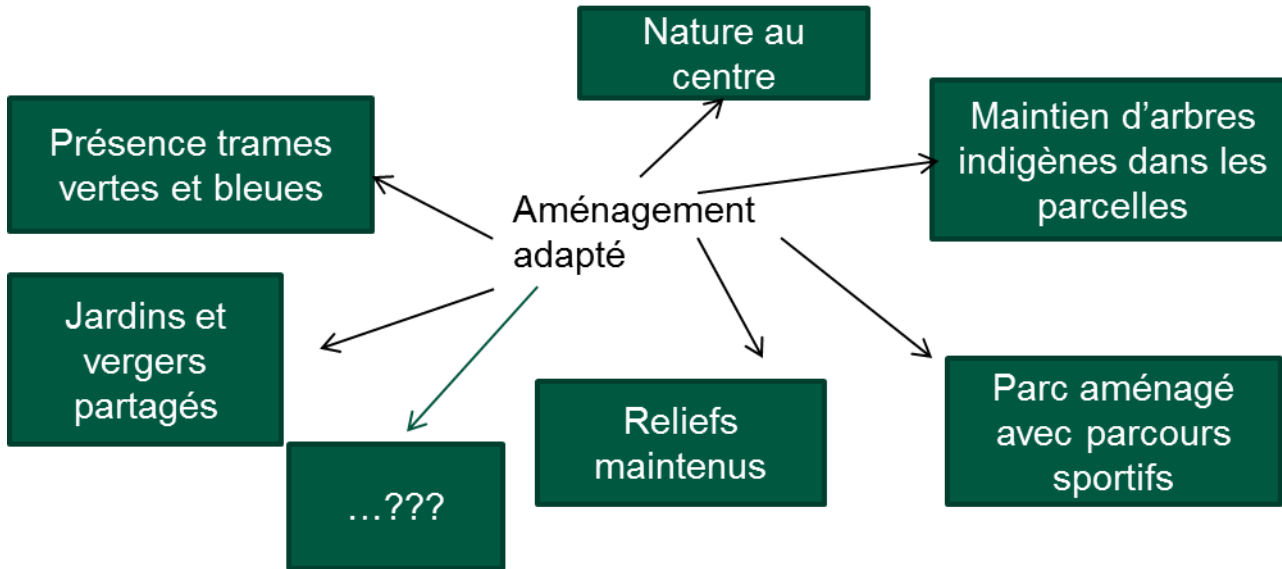 Nature au
centre
Maintien d’arbres
indigènes dans les
parcelles
Présence trames
vertes et bleues
Aménagement
adapté
Jardins et
vergers
partagés
Reliefs
maintenus
Parc aménagé
avec parcours
sportifs
…???